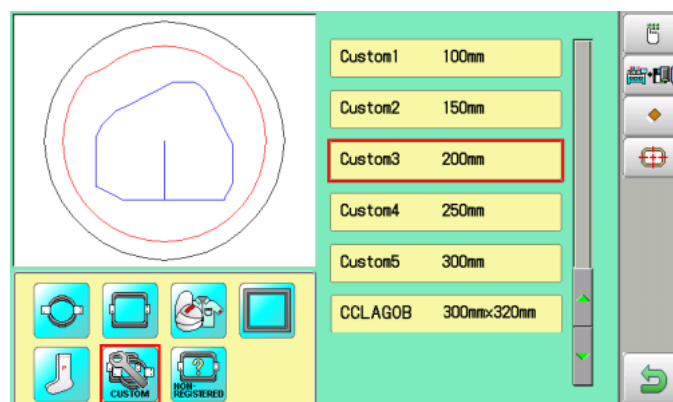 Custom1 100mm
Custom2 150mm
Custom3 200mm
Custom4 250mm
Custom5 300mm
CCLAGOB 300mm×320mm
P
CUSTOM
?
NON-
REGISTERED